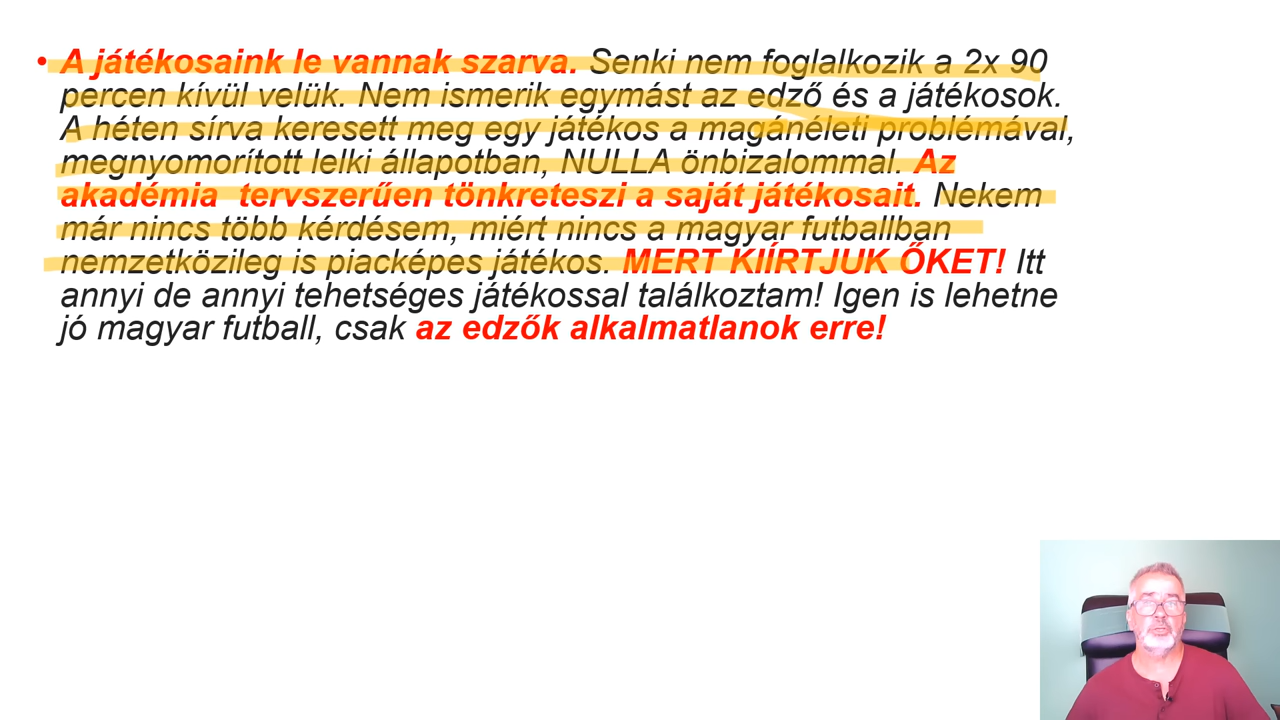 • A játékosaink le vannak szarva. Senki nem foglalkozik a 2x 90
percen kívül velük. Nem ismerik egymást az edző és a játékosok.
A héten sírva keresett meg egy játékos a magánéleti problémával,
megnyomorított lelki állapotban, NULLA önbizalommal. Az
akadémia tervszerűen tönkreteszi a saját játékosait. Nekem
már nincs több kérdésem, miért nincs a magyar futballban
nemzetközileg is piacképes játékos. MERT KIÍRTJUK ŐKET! Itt
annyi de annyi tehetséges játékossal találkoztam! Igen is lehetne
jó magyar futball, csak az edzők alkalmatlanok erre!